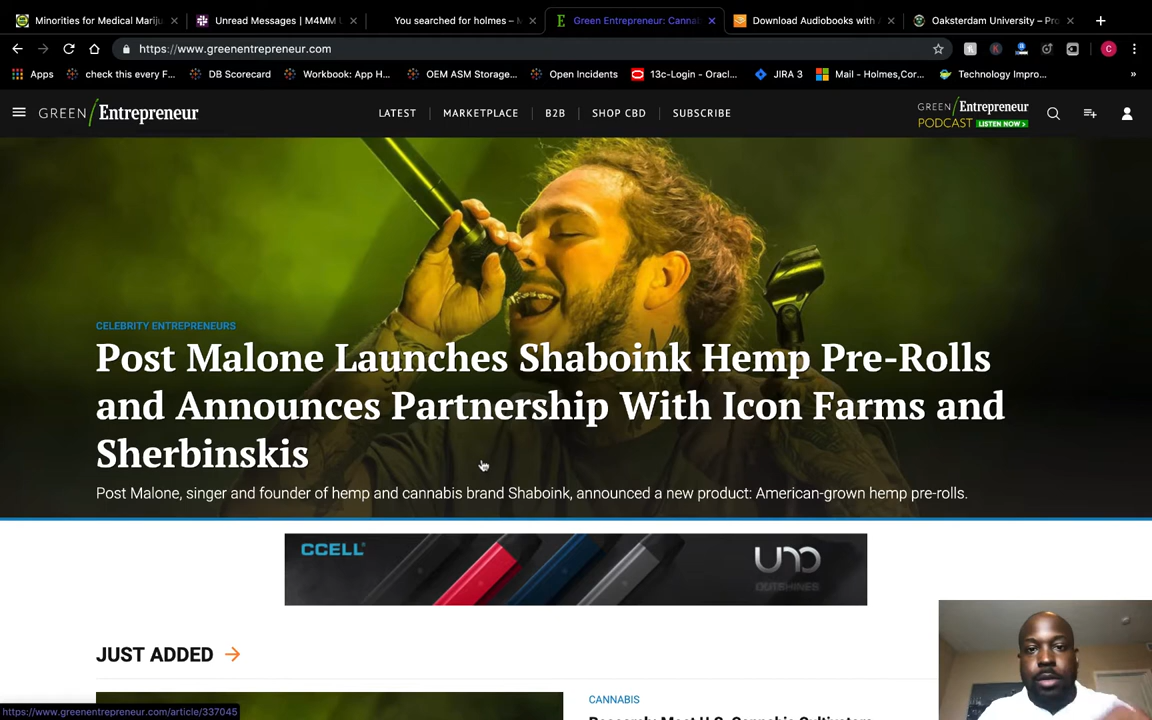 Minorities for Medical Mariju
Unread Messages | M4MM
You searched for holmes –
Green Entrepreneur: Canna
Download Audiobooks with
Oaksterdam University – Pro
https://www.greenentrepreneur.com
C
Apps
check this every F...
DB Scorecard
Workbook: App H...
OEM ASM Storage...
Open Incidents
13c-Login - Oracl...
JIRA 3
Mail - Holmes,Cor...
Technology Impro...
»
GREEN Entrepreneur
LATEST
MARKETPLACE
B2B
SHOP CBD
SUBSCRIBE
GREEN Entrepreneur
PODCAST LISTEN NOW >
CELEBRITY ENTREPRENEURS
Post Malone Launches Shaboink Hemp Pre-Rolls
and Announces Partnership With Icon Farms and
Sherbinskis
Post Malone, singer and founder of hemp and cannabis brand Shaboink, announced a new product: American-grown hemp pre-rolls.
CCELL
UNO
OUTSHINES
JUST ADDED
CANNABIS
https://www.greenentrepreneur.com/article/337045